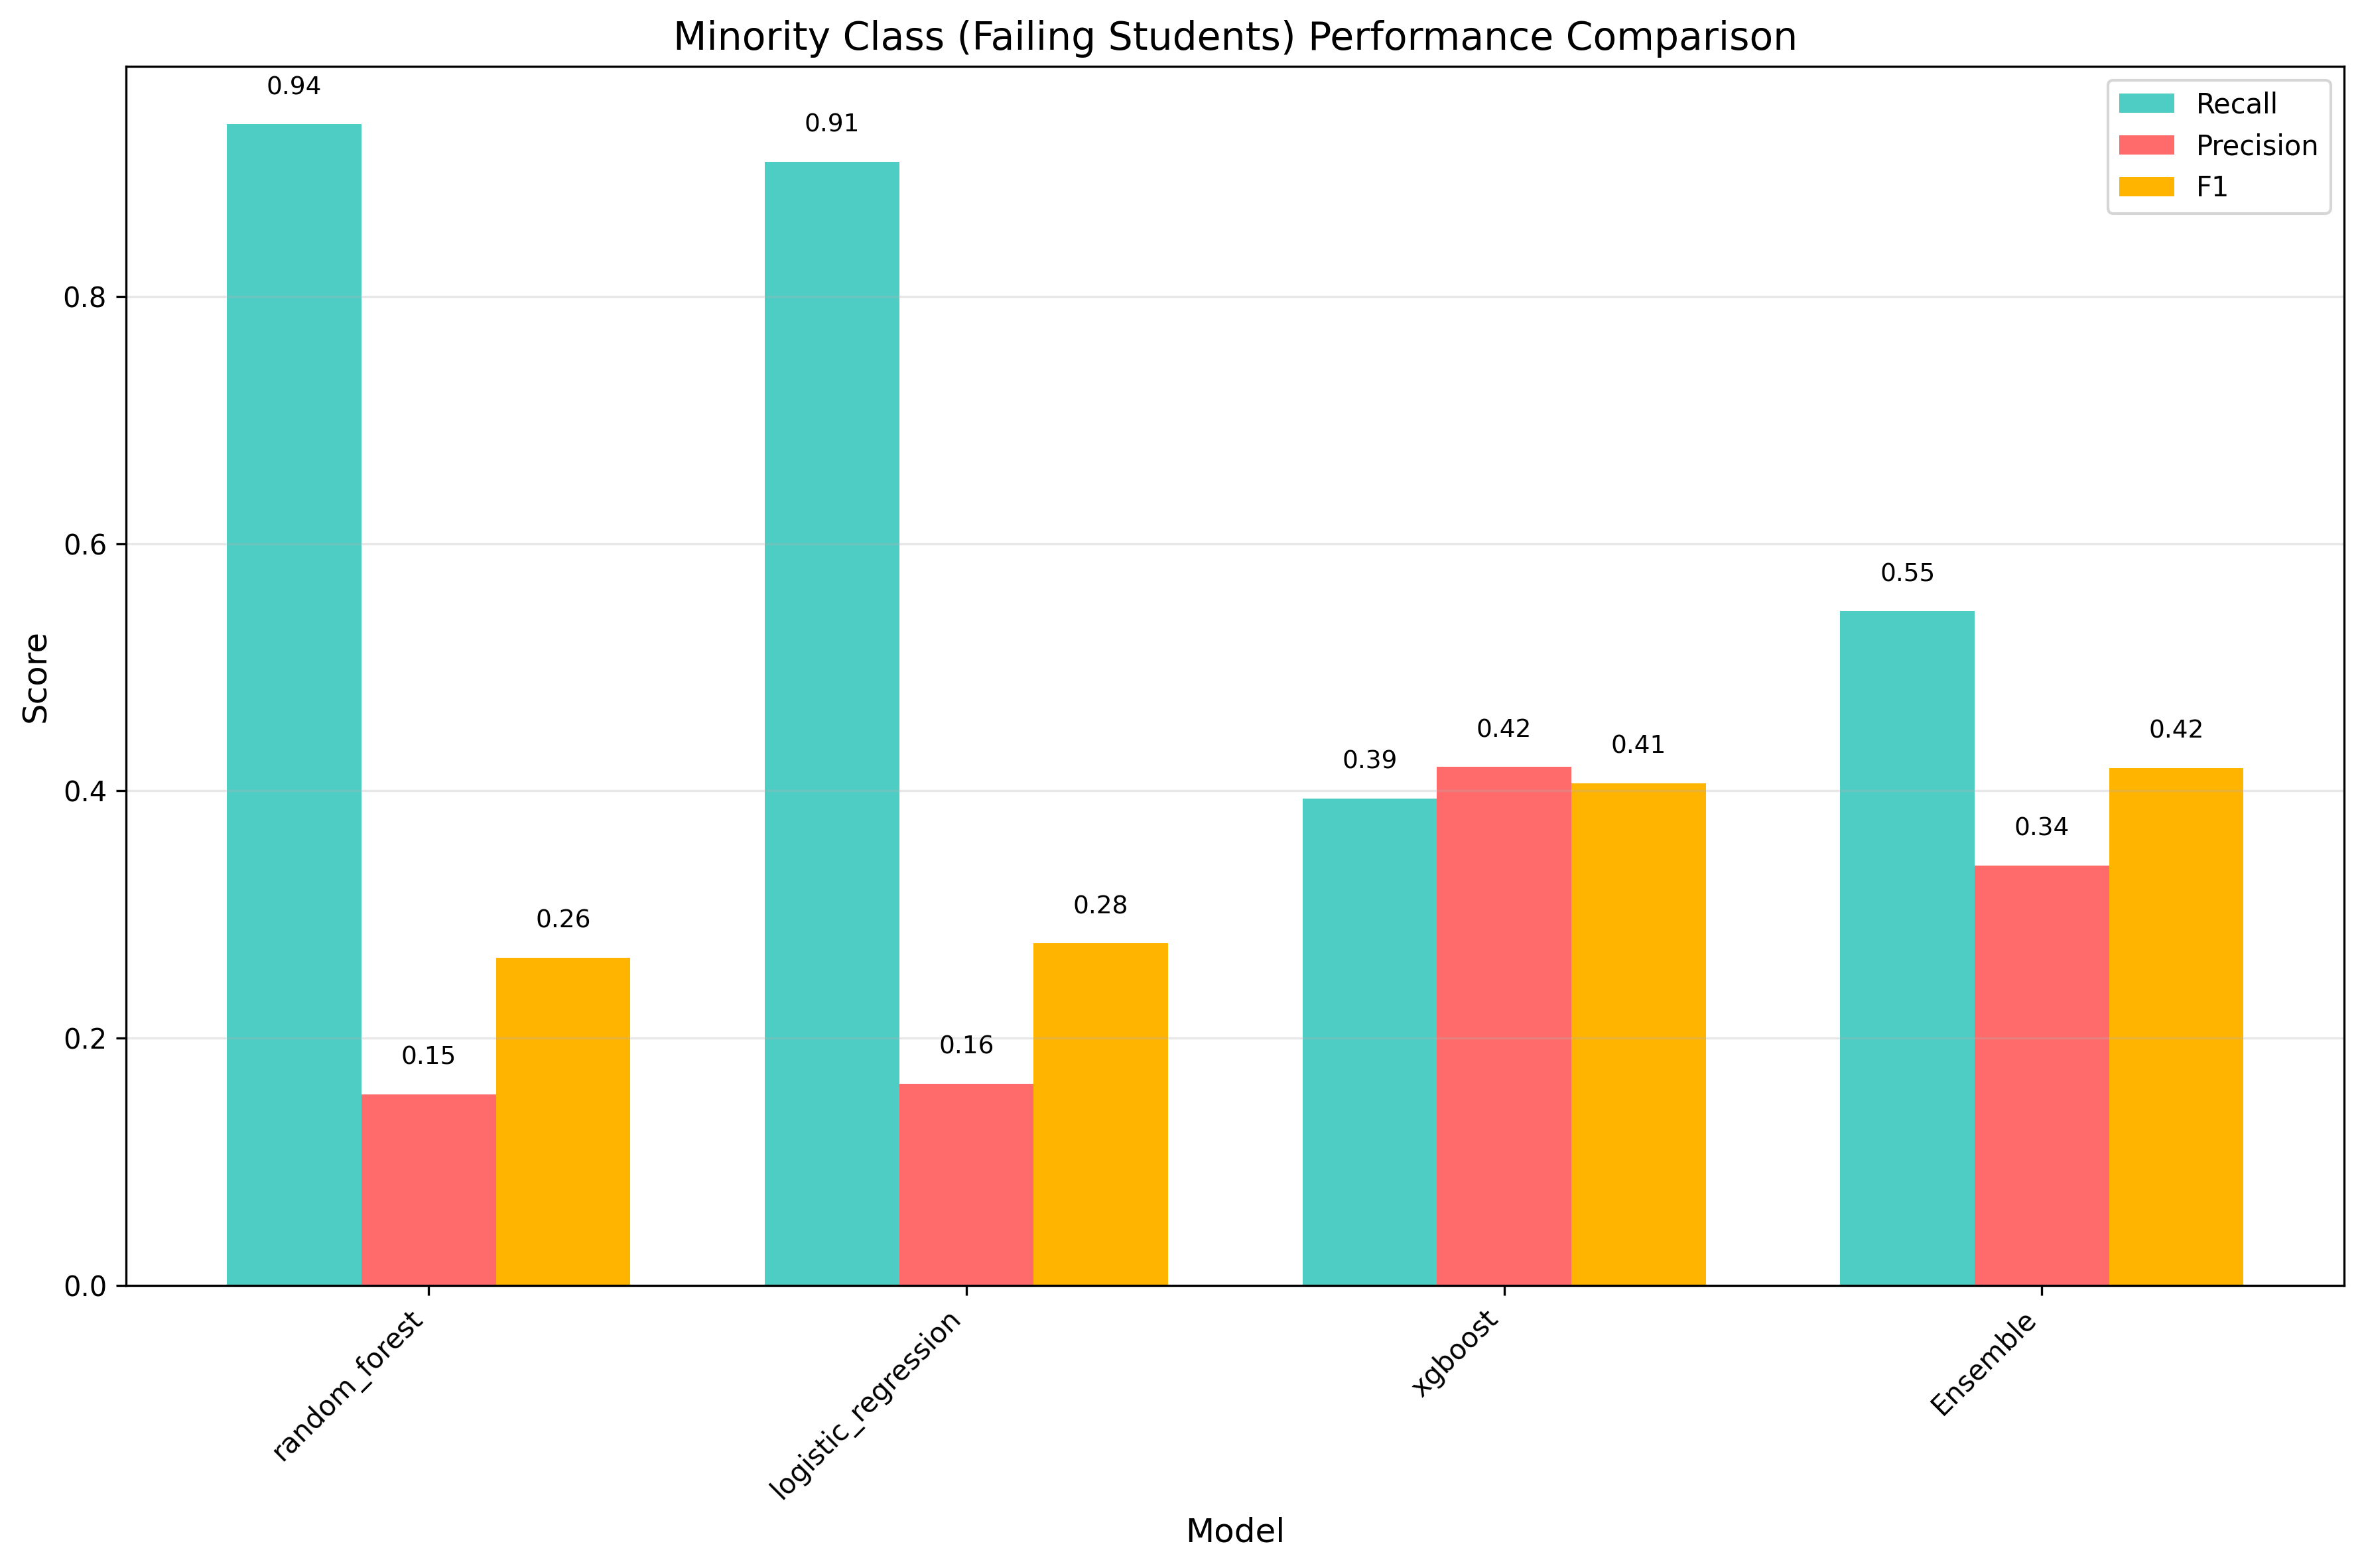 Minority Class (Failing Students) Performance Comparison
Recall
Precision
F1
Score
0.8
0.6
0.4
0.2
0.0
0.94
0.15
0.26
0.91
0.16
0.28
0.39
0.42
0.41
0.55
0.34
0.42
random_forest
logistic_regression
xgboost
Ensemble
Model